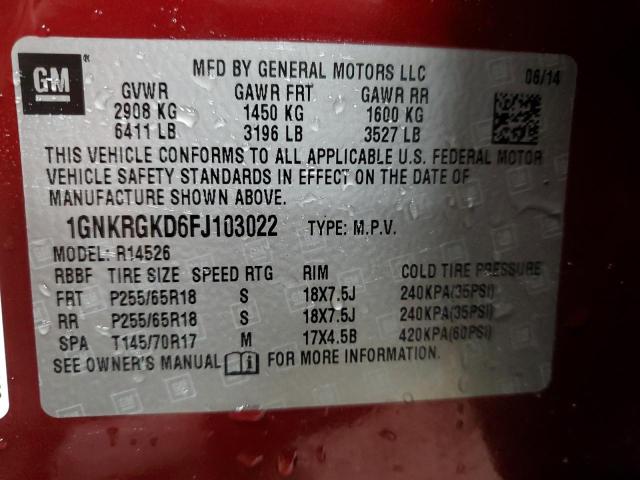 GM ®
MFD BY GENERAL MOTORS LLC 06/14
GVWR GAWR FRT GAWR RR
2908 KG 1450 KG 1600 KG
6411 LB 3196 LB 3527 LB
THIS VEHICLE CONFORMS TO ALL APPLICABLE U.S. FEDERAL MOTOR
VEHICLE SAFETY STANDARDS IN EFFECT ON THE DATE OF
MANUFACTURE SHOWN ABOVE.
1GNKRGKD6FJ103022 TYPE: M.P.V.
MODEL: R14526
RBBF TIRE SIZE SPEED RTG RIM COLD TIRE PRESSURE
FRT P255/65R18 S 18X7.5J 240KPA(35PSI)
RR P255/65R18 S 18X7.5J 240KPA(35PSI)
SPA T145/70R17 M 17X4.5B 420KPA(60PSI)
SEE OWNER'S MANUAL FOR MORE INFORMATION.